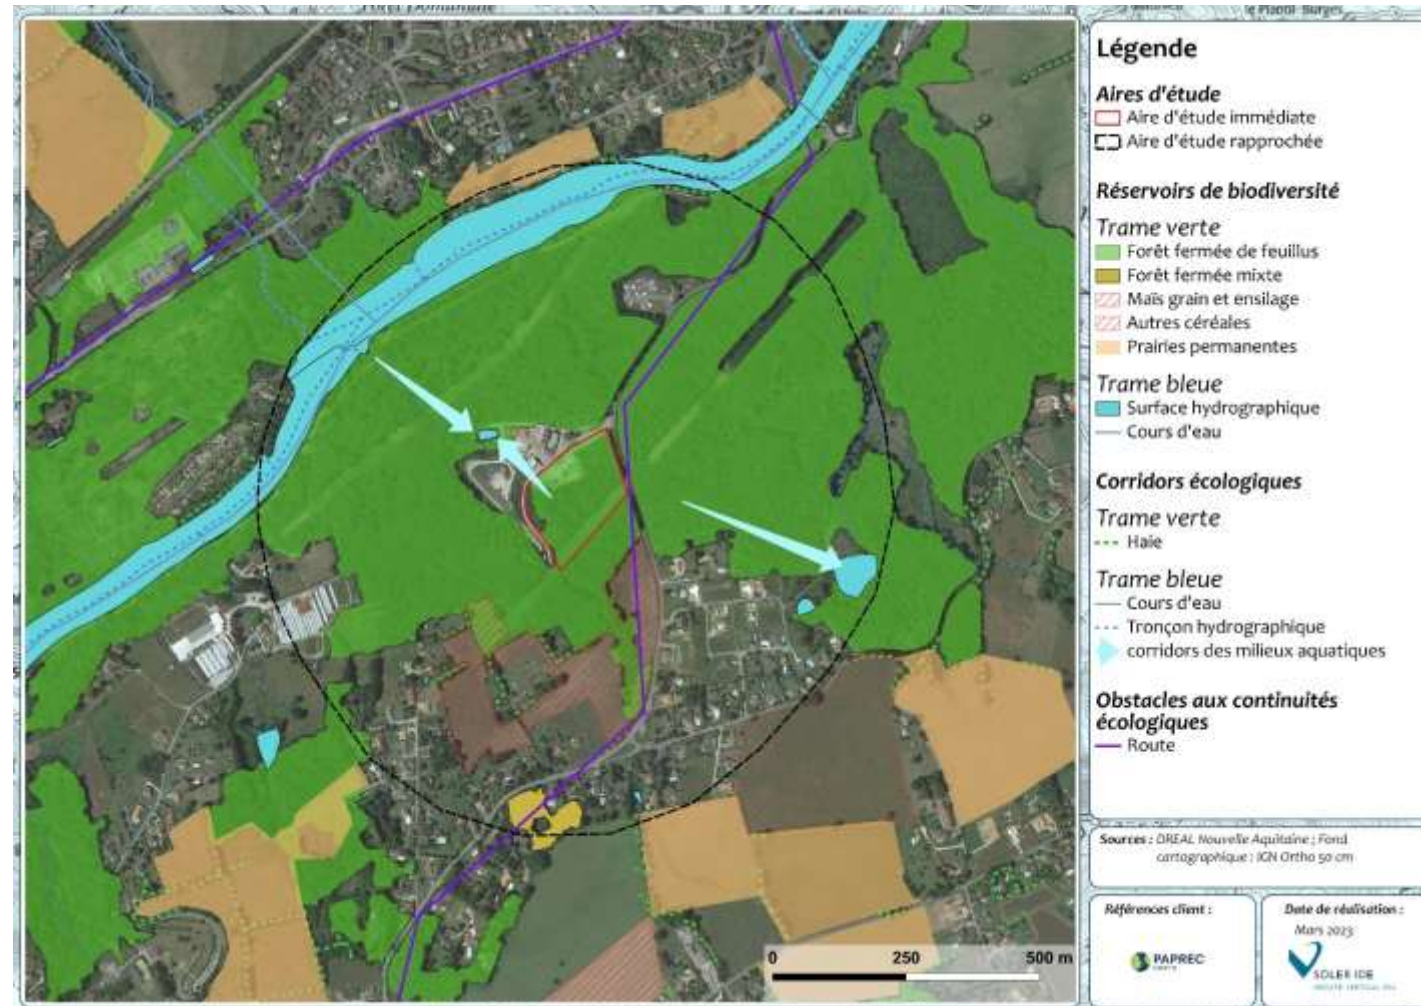 Forêt Domaniale
Légende
Aires d'étude
Aire d'étude immédiate
Aire d'étude rapprochée
Réservoirs de biodiversité
Trame verte
Forêt fermée de feuillus
Forêt fermée mixte
Maïs grain et ensilage
Autres céréales
Prairies permanentes
Trame bleue
Surface hydrographique
Cours d'eau
Corridors écologiques
Trame verte
Haie
Trame bleue
Cours d'eau
Tronçon hydrographique
corridors des milieux aquatiques
Obstacles aux continuités
écologiques
Route
Sources : DREAL Nouvelle Aquitaine ; Fond
cartographique : IGN Ortho 50 cm
Références client :
PAPREC
Date de réalisation :
Mars 2023
SOLER IDE
0 250 500 m